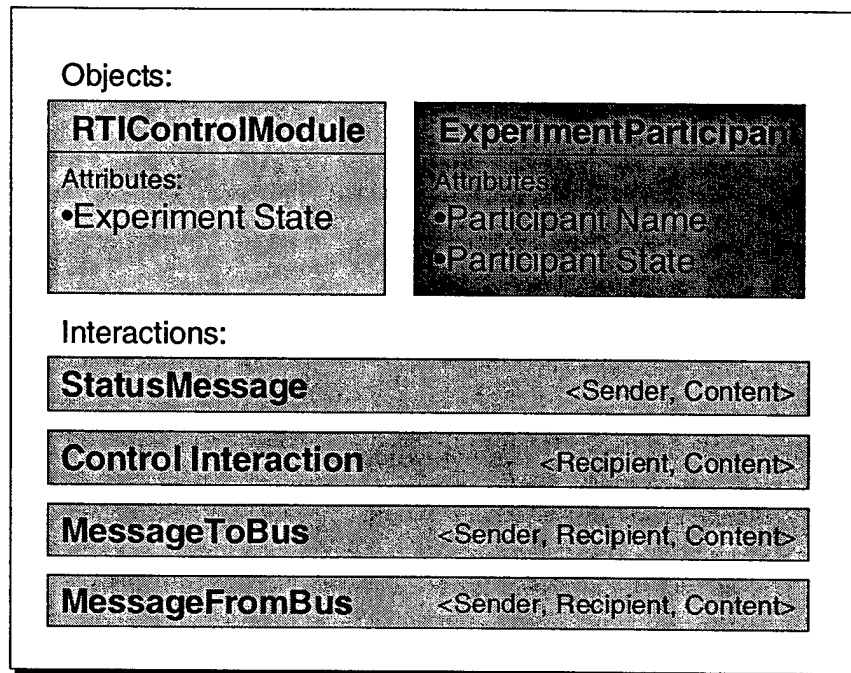 Objects:
RTIControlModule
Attributes:
•Experiment State
ExperimentParticipant
Attributes
•Participant Name
•Participant State
Interactions:
StatusMessage <Sender, Content>
Control Interaction <Recipient, Content>
MessageToBus <Sender, Recipient, Content>
MessageFromBus <Sender, Recipient, Content>